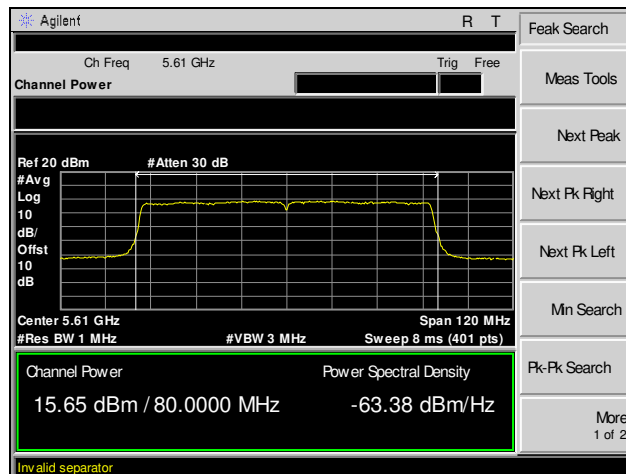 Agilent R T
Ch Freq 5.61 GHz Trig Free
Channel Power
Ref 20 dBm #Atten 30 dB
#Avg
Log
10
dB/
Offst
10
dB
Center 5.61 GHz Span 120 MHz
#Res BW 1 MHz #VBW 3 MHz Sweep 8 ms (401 pts)
Channel Power Power Spectral Density
15.65 dBm / 80.0000 MHz -63.38 dBm/Hz
Invalid separator
Feak Search
Meas Tools
Next Peak
Next Pk Right
Next Pk Left
Min Search
Pk-Pk Search
More
1 of 2